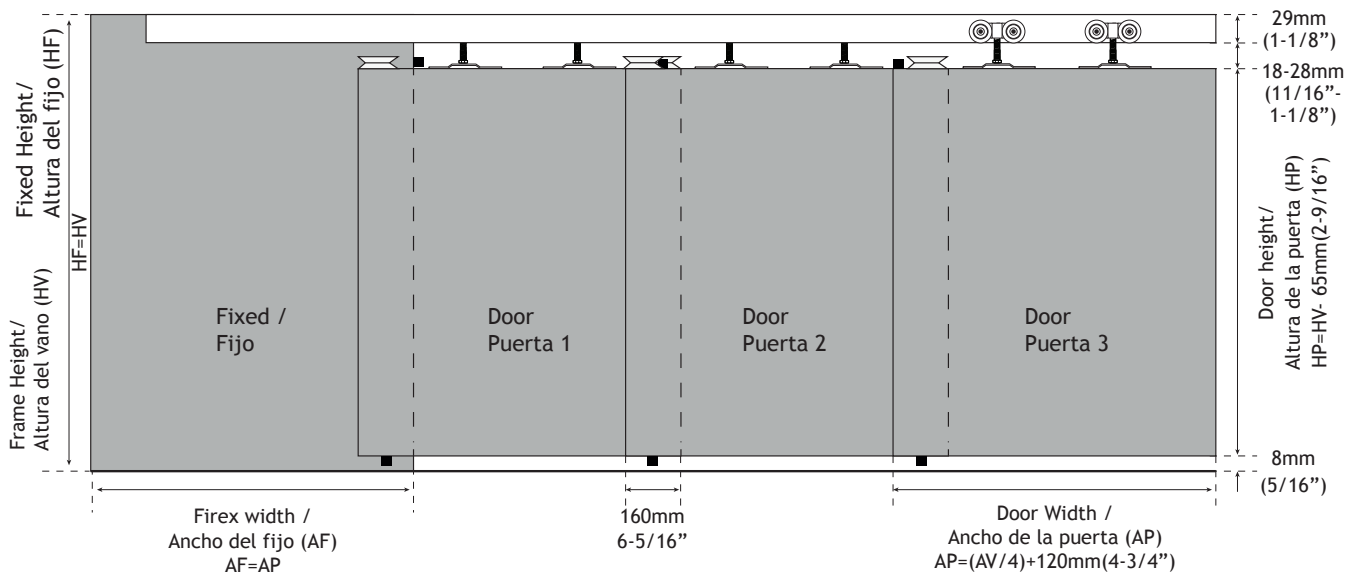 29mm
(1-1/8”)
18-28mm
(11/16”-
1-1/8”)
Fixed Height/
Altura del fijo (HF)
HF=HV
Frame Height/
Altura del vano (HV)
Fixed /
Fijo
Door
Puerta 1
Door
Puerta 2
Door
Puerta 3
Door height/
Altura de la puerta (HP)
HP=HV- 65mm(2-9/16”)
8mm
(5/16”)
Firex width /
Ancho del fijo (AF)
AF=AP
160mm
6-5/16”
Door Width /
Ancho de la puerta (AP)
AP=(AV/4)+120mm(4-3/4”)